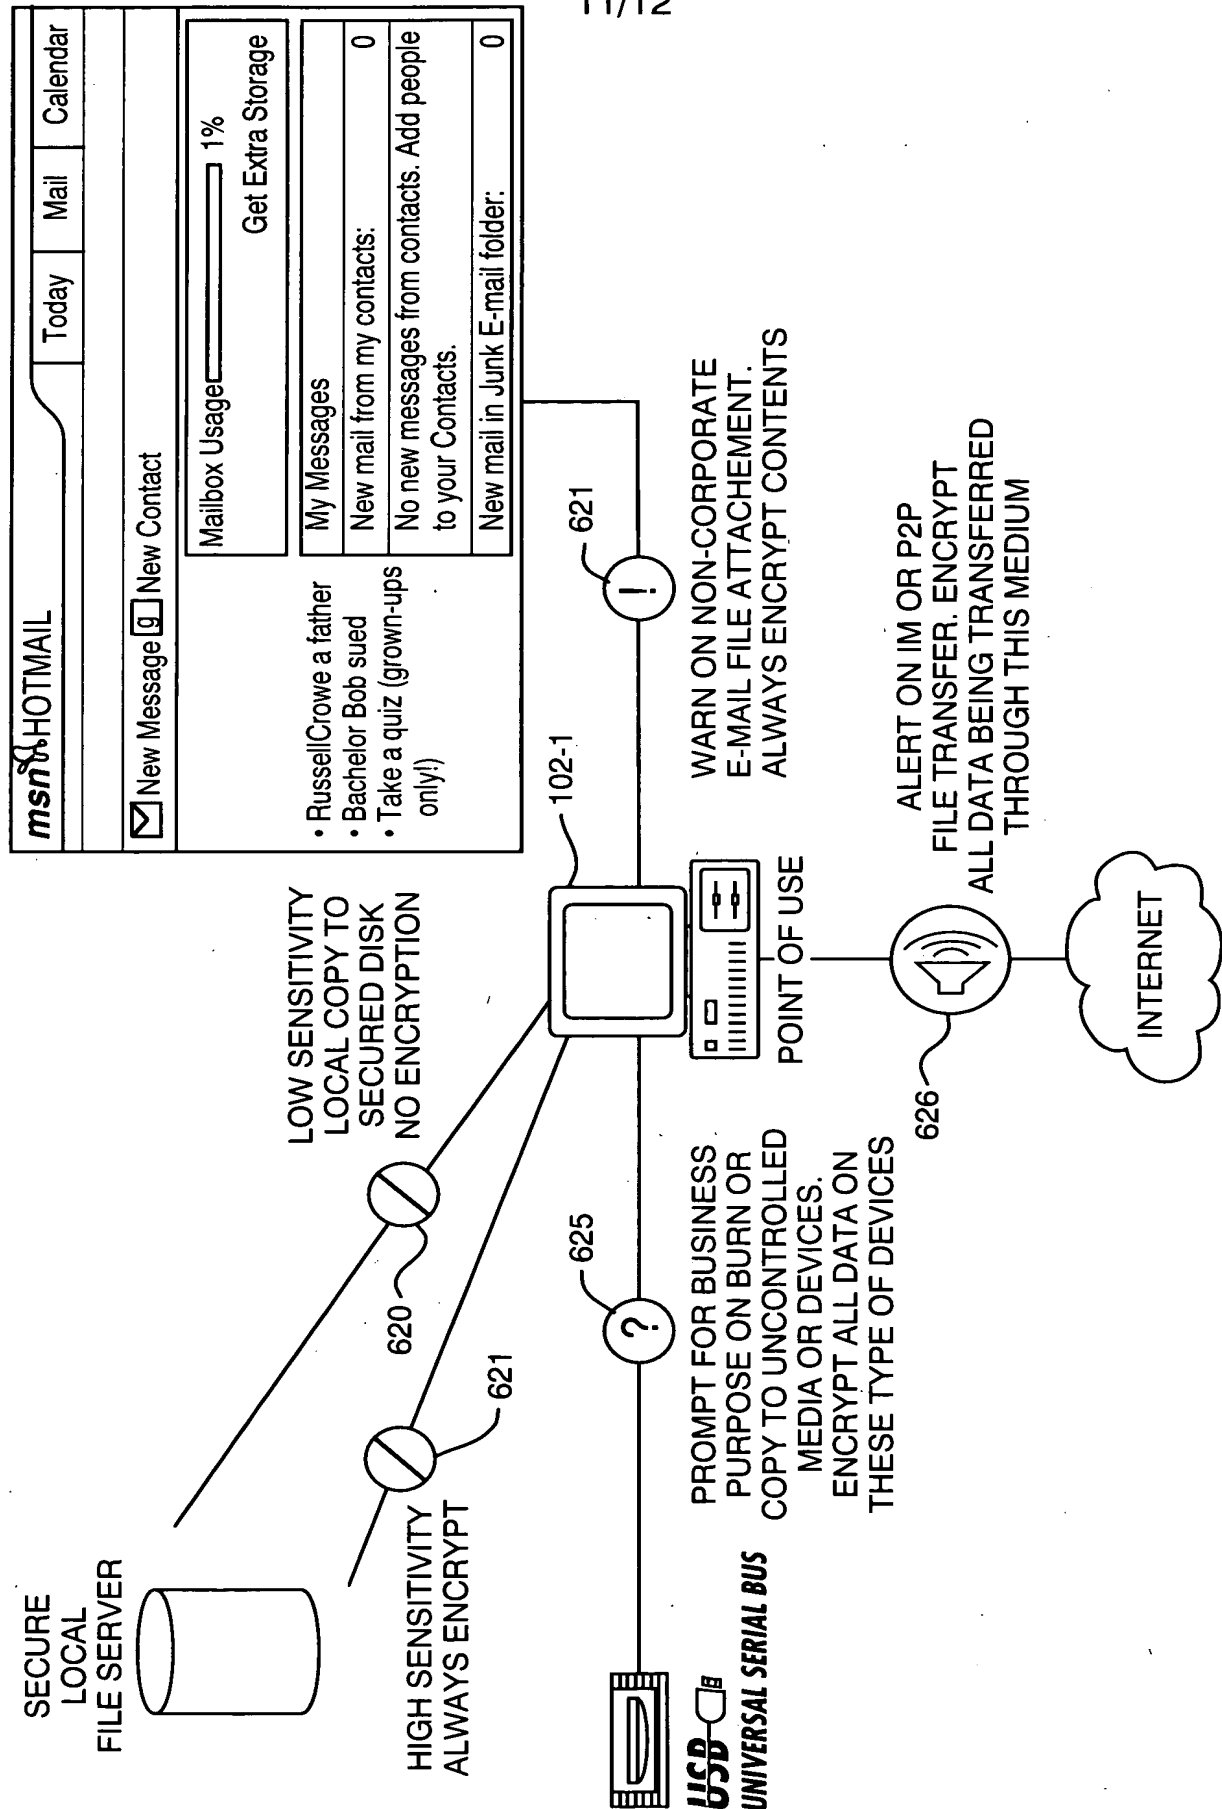 11/12
msn HOTMAIL
Today
Mail
Calendar
New Message
g
New Contact
• RussellCrowe a father
• Bachelor Bob sued
• Take a quiz (grown-ups
only!)
Mailbox Usage
1%
Get Extra Storage
My Messages
New mail from my contacts:
0
No new messages from contacts. Add people
to your Contacts.
New mail in Junk E-mail folder:
0
SECURE
LOCAL
FILE SERVER
LOW SENSITIVITY
LOCAL COPY TO
SECURED DISK
NO ENCRYPTION
620
HIGH SENSITIVITY
ALWAYS ENCRYPT
621
102-1
!
621
WARN ON NON-CORPORATE
E-MAIL FILE ATTACHEMENT.
ALWAYS ENCRYPT CONTENTS
?
625
USB
UNIVERSAL SERIAL BUS
PROMPT FOR BUSINESS
PURPOSE ON BURN OR
COPY TO UNCONTROLLED
MEDIA OR DEVICES.
ENCRYPT ALL DATA ON
THESE TYPE OF DEVICES
POINT OF USE
626
ALERT ON IM OR P2P
FILE TRANSFER. ENCRYPT
ALL DATA BEING TRANSFERRED
THROUGH THIS MEDIUM
INTERNET